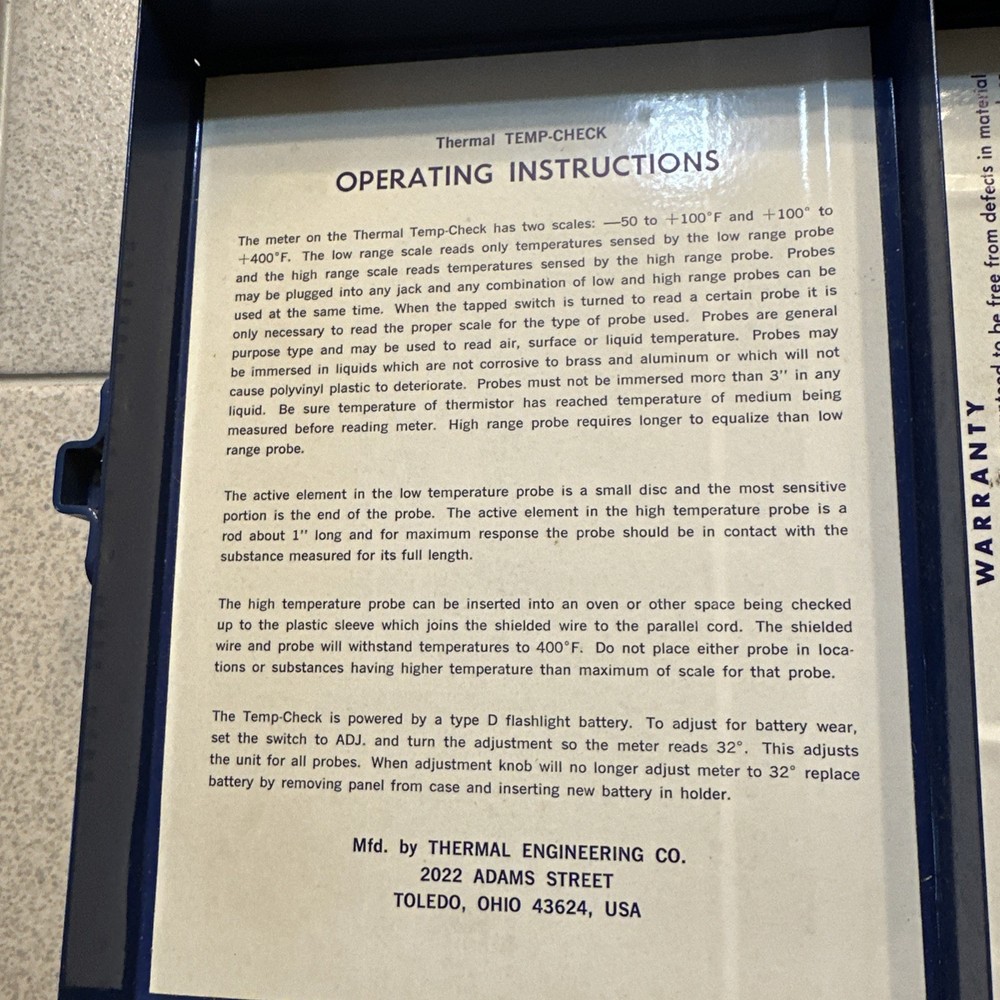 Thermal TEMP-CHECK
OPERATING INSTRUCTIONS
The meter on the Thermal Temp-Check has two scales: —50 to +100°F and +100° to
+400°F. The low range scale reads only temperatures sensed by the low range probe
and the high range scale reads temperatures sensed by the high range probe. Probes
may be plugged into any jack and any combination of low and high range probes can be
used at the same time. When the tapped switch is turned to read a certain probe it is
only necessary to read the proper scale for the type of probe used. Probes are general
purpose type and may be used to read air, surface or liquid temperature. Probes may
be immersed in liquids which are not corrosive to brass and aluminum or which will not
cause polyvinyl plastic to deteriorate. Probes must not be immersed more than 3" in any
liquid. Be sure temperature of thermistor has reached temperature of medium being
measured before reading meter. High range probe requires longer to equalize than low
range probe.
The active element in the low temperature probe is a small disc and the most sensitive
portion is the end of the probe. The active element in the high temperature probe is a
rod about 1" long and for maximum response the probe should be in contact with the
substance measured for its full length.
The high temperature probe can be inserted into an oven or other space being checked
up to the plastic sleeve which joins the shielded wire to the parallel cord. The shielded
wire and probe will withstand temperatures to 400°F. Do not place either probe in loca-
tions or substances having higher temperature than maximum of scale for that probe.
The Temp-Check is powered by a type D flashlight battery. To adjust for battery wear,
set the switch to ADJ. and turn the adjustment so the meter reads 32°. This adjusts
the unit for all probes. When adjustment knob will no longer adjust meter to 32° replace
battery by removing panel from case and inserting new battery in holder.
Mfd. by THERMAL ENGINEERING CO.
2022 ADAMS STREET
TOLEDO, OHIO 43624, USA
WARRANTY
to be free from defects in material